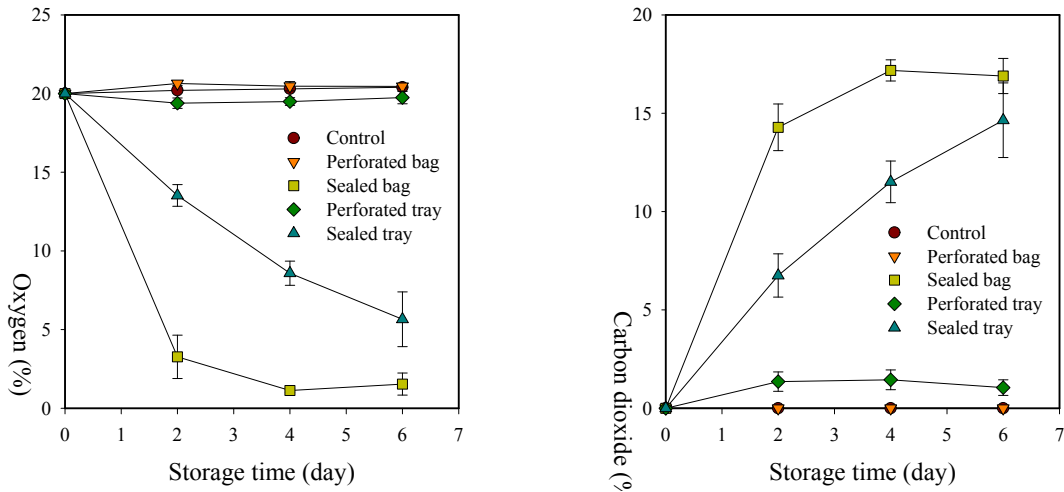 Oxygen (%)
25
20
15
10
5
0
Control
Perforated bag
Sealed bag
Perforated tray
Sealed tray
0 1 2 3 4 5 6 7
Storage time (day)
Carbon dioxide (%
20
15
10
5
0
Control
Perforated bag
Sealed bag
Perforated tray
Sealed tray
0 1 2 3 4 5 6 7
Storage time (day)